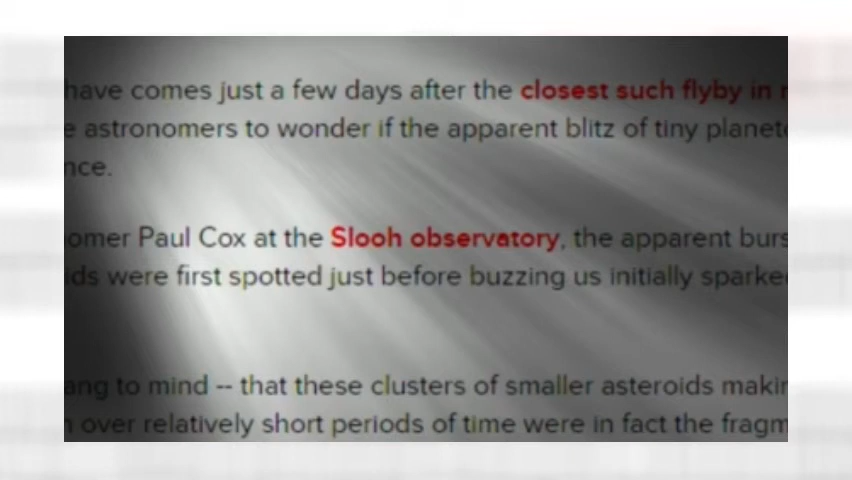 have comes just a few days after the closest such flyby in
e astronomers to wonder if the apparent blitz of tiny planet
nce.
omer Paul Cox at the Slooh observatory, the apparent burs
ids were first spotted just before buzzing us initially sparke
ang to mind -- that these clusters of smaller asteroids makin
over relatively short periods of time were in fact the fragm